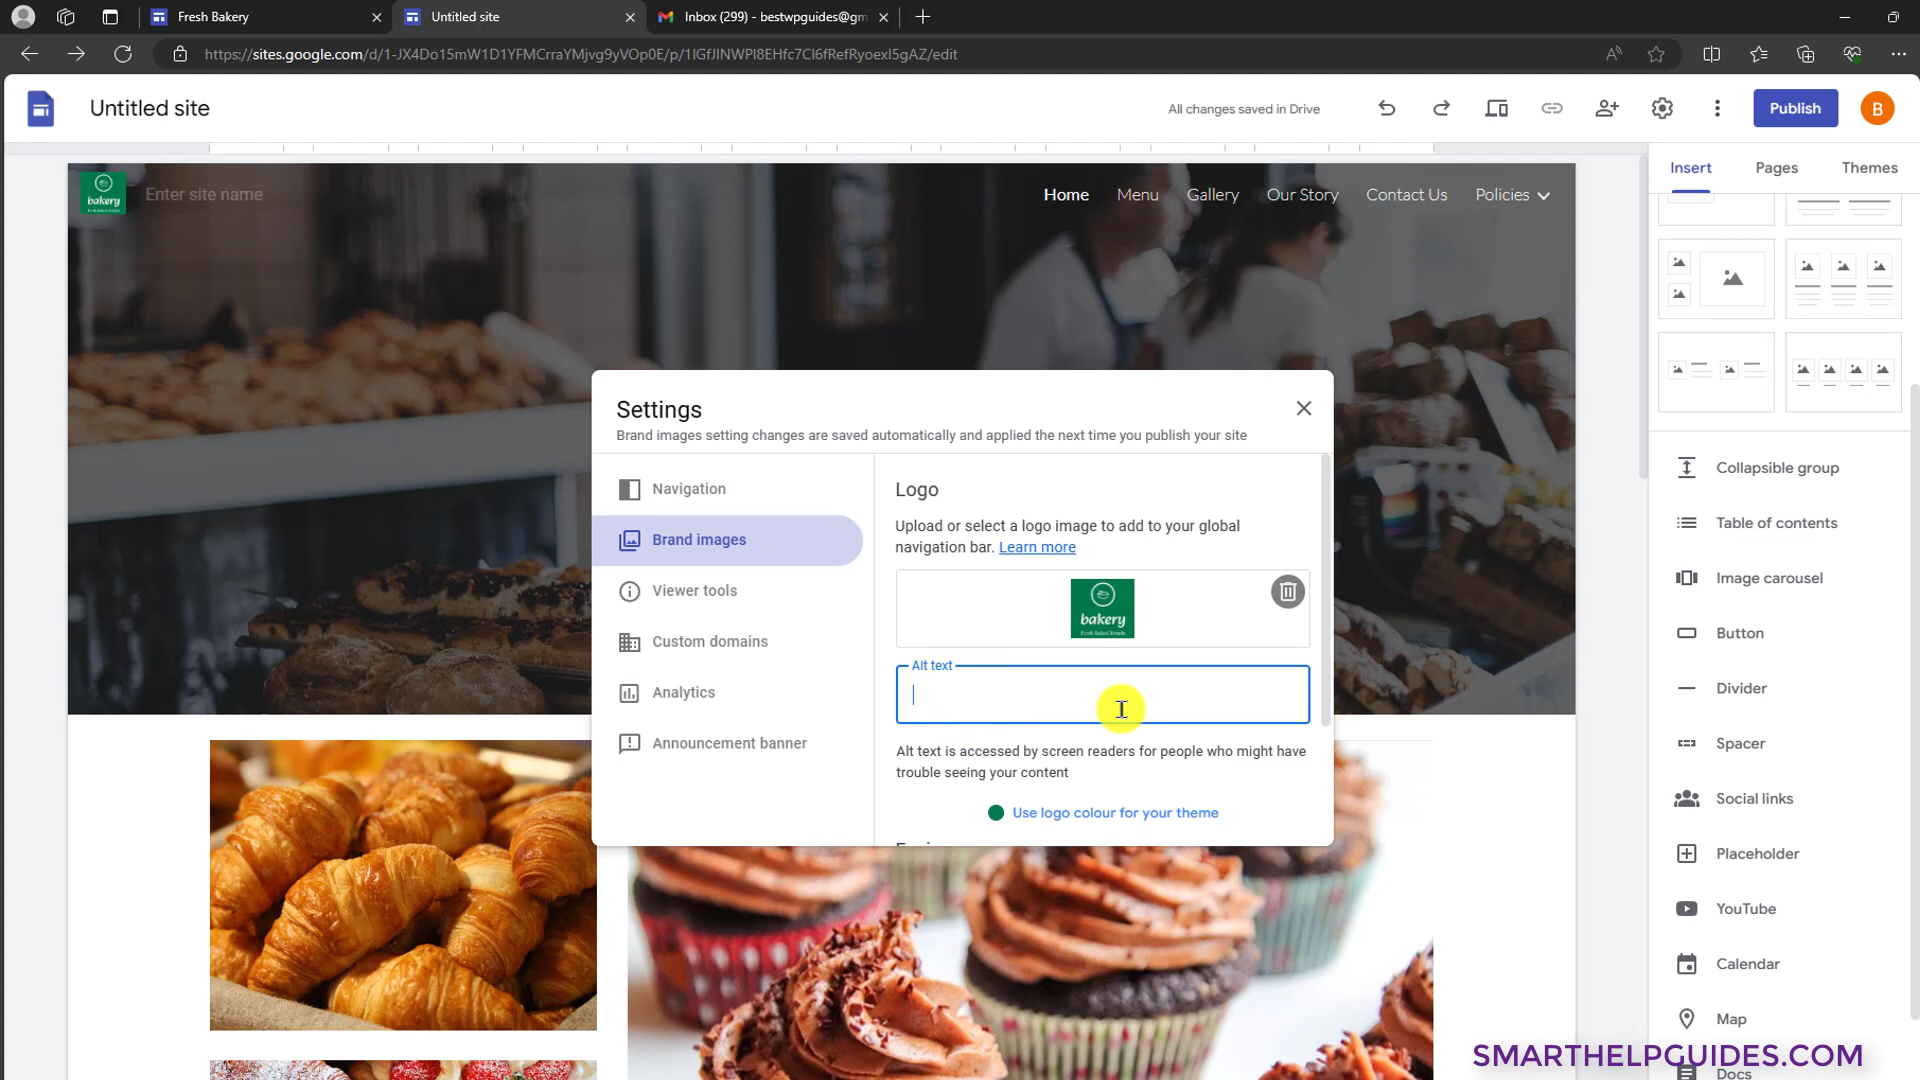 Fresh Bakery
Untitled site
Inbox (299) - bestwpguides@gm
https://sites.google.com/d/1-JX4Do15mW1D1YFMCrraYMjvg9yVOp0E/p/1IGfJINWPl8EHfc7Cl6fRefRyoexl5gAZ/edit
Untitled site
All changes saved in Drive
Publish
B
Insert
Pages
Themes
bakery
Enter site name
Home
Menu
Gallery
Our Story
Contact Us
Policies
Settings
Brand images setting changes are saved automatically and applied the next time you publish your site
Navigation
Brand images
Viewer tools
Custom domains
Analytics
Announcement banner
Logo
Upload or select a logo image to add to your global
navigation bar. Learn more
bakery
Fresh Baked Breads
Alt text
Alt text is accessed by screen readers for people who might have
trouble seeing your content
Use logo colour for your theme
Collapsible group
Table of contents
Image carousel
Button
Divider
Spacer
Social links
Placeholder
YouTube
Calendar
Map
Docs
SMARTHELPGUIDES.COM